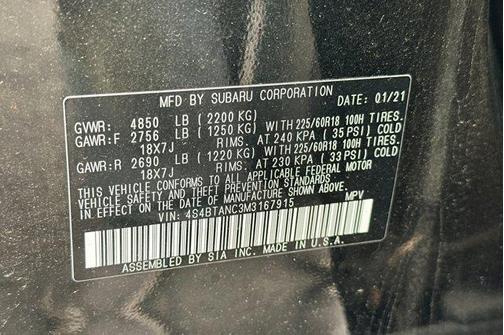 MFD BY SUBARU CORPORATION DATE: 01/21
GVWR: 4850 LB (2200 KG)
GAWR:F 2756 LB (1250 KG) WITH 225/60R18 100H TIRES.
18X7J RIMS. AT 240 KPA ( 35 PSI) COLD
GAWR:R 2690 LB (1220 KG) WITH 225/60R18 100H TIRES.
18X7J RIMS. AT 230 KPA ( 33 PSI) COLD
THIS VEHICLE CONFORMS TO ALL APPLICABLE FEDERAL MOTOR
VEHICLE SAFETY AND THEFT PREVENTION STANDARDS
IN EFFECT ON THE DATE OF MANUFACTURE SHOWN ABOVE.
VIN: 4S4BTANC3M3167915 MPV
ASSEMBLED BY SIA INC. MADE IN U.S.A.